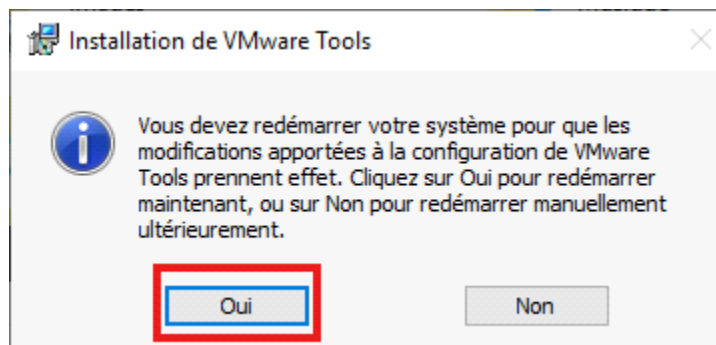 Installation de VMware Tools
Vous devez redémarrer votre système pour que les
modifications apportées à la configuration de VMware
Tools prennent effet. Cliquez sur Oui pour redémarrer
maintenant, ou sur Non pour redémarrer manuellement
ultérieurement.
Oui
Non